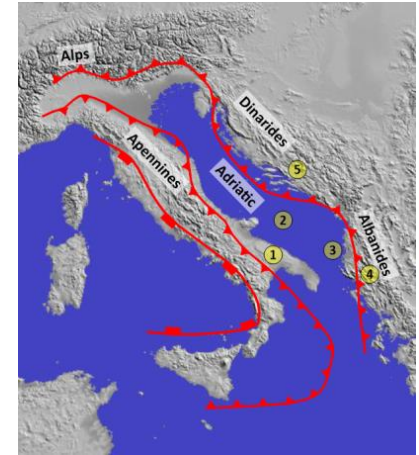 Alps
Dinarides
Apennines
Adriatic
Albanides
5
2
3
1
4